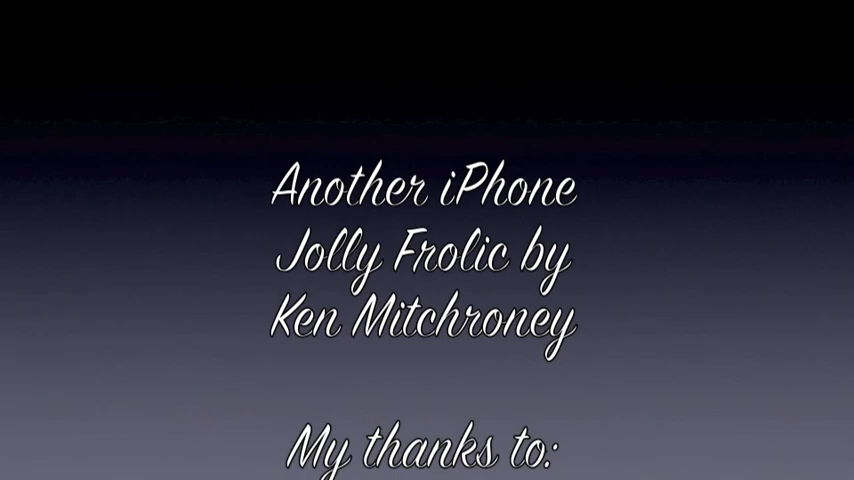 Another iPhone
Jolly Frolic by
Ken Mitchroney
My thanks to: